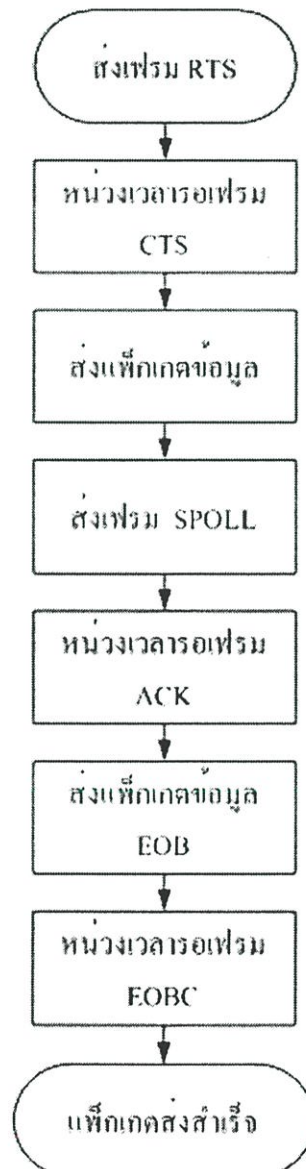 ส่งเฟรม RTS
หน่วงเวลารอเฟรม
CTS
ส่งแพ็กเกตข้อมูล
ส่งเฟรม SPOLL
หน่วงเวลารอเฟรม
ACK
ส่งแพ็กเกตข้อมูล
EOB
หน่วงเวลารอเฟรม
EOBC
แพ็กเกตส่งสำเร็จ